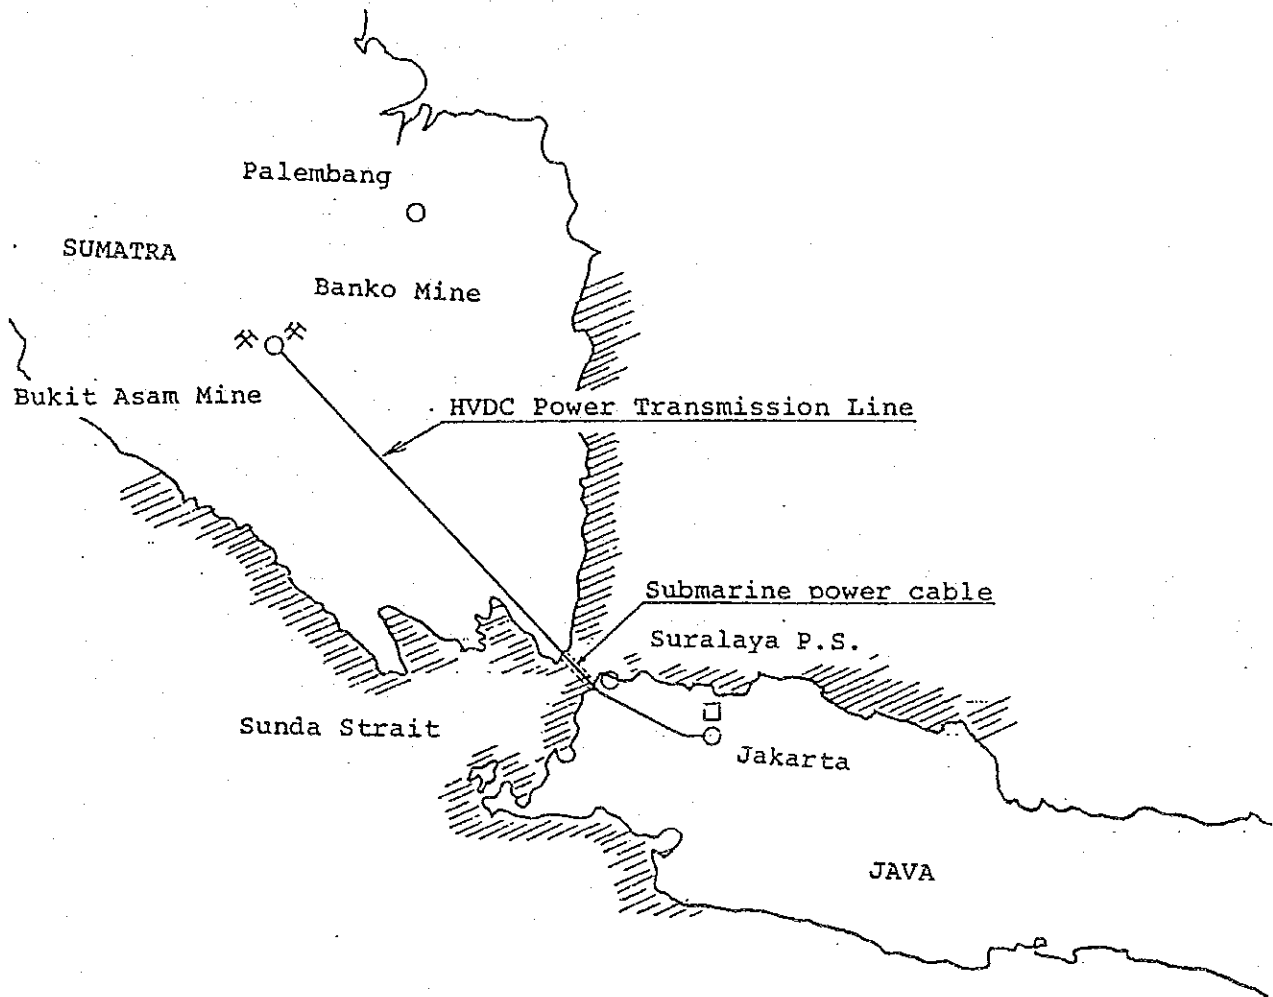 Palembang
SUMATRA
Banko Mine
Bukit Asam Mine
HVDC Power Transmission Line
Submarine power cable
Suralaya P.S.
Sunda Strait
Jakarta
JAVA